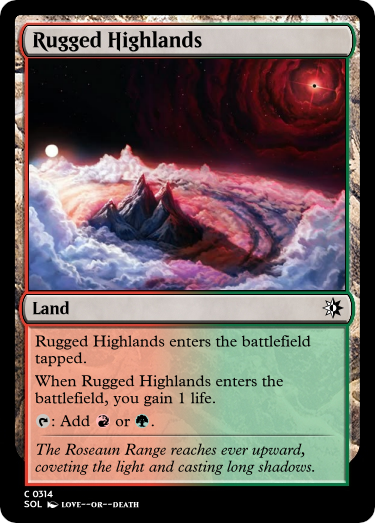 Rugged Highlands
Land
Rugged Highlands enters the battlefield
tapped.
When Rugged Highlands enters the
battlefield, you gain 1 life.
: Add or .
The Roseaun Range reaches ever upward,
coveting the light and casting long shadows.
C 0314
SOL LOVE--OR--DEATH